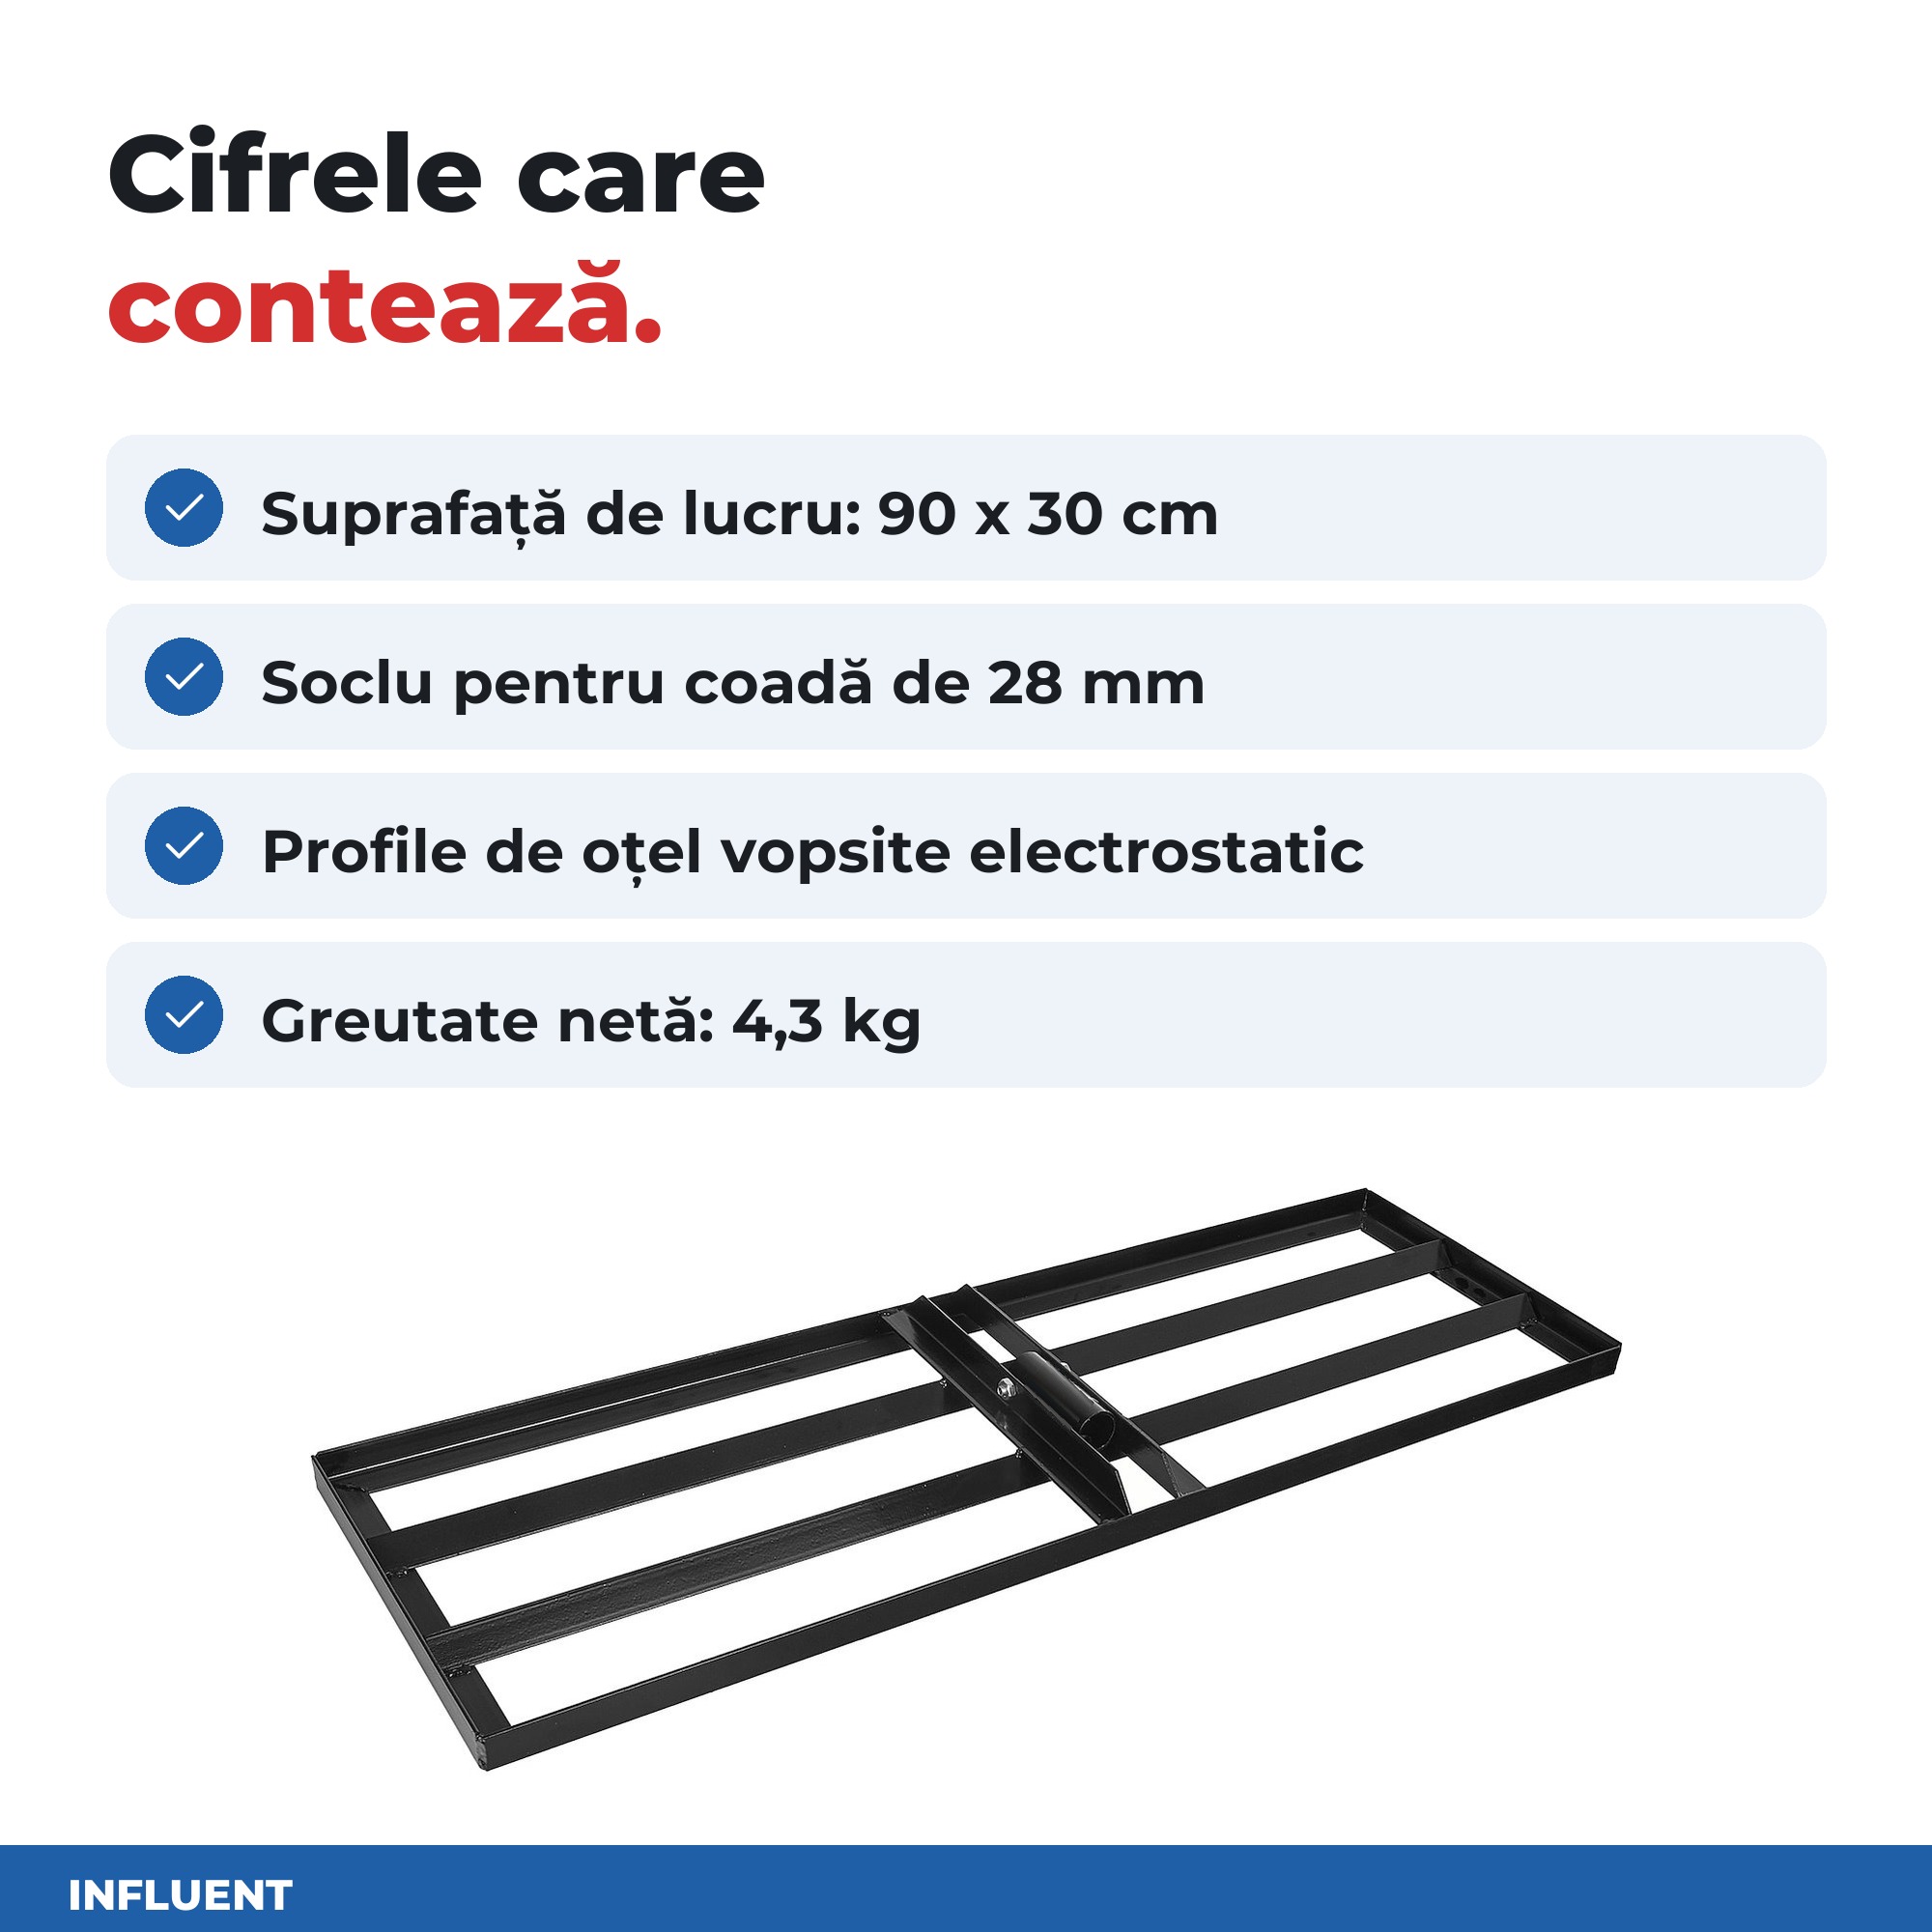 Cifrele care
contează.
Suprafață de lucru: 90 x 30 cm
Soclu pentru coadă de 28 mm
Profile de oțel vopsite electrostatic
Greutate netă: 4,3 kg
INFLUENT